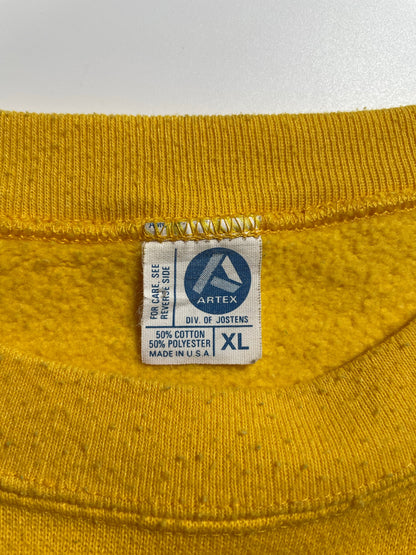 FOR CARE, SEE
REVERSE SIDE
ARTEX
DIV. OF JOSTENS
50% COTTON
50% POLYESTER
MADE IN U.S.A
XL